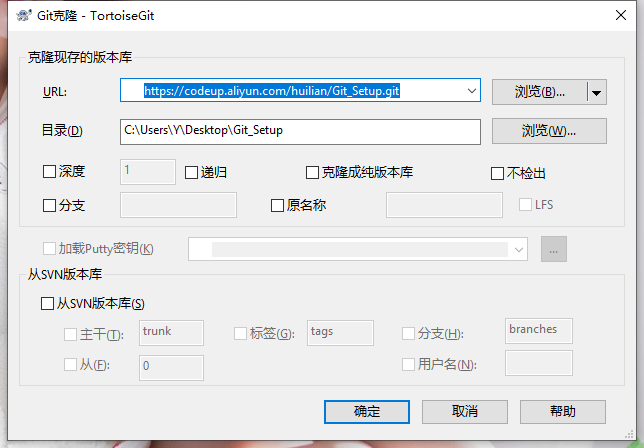 Git克隆 - TortoiseGit
克隆现存的版本库
URL: https://codeup.aliyun.com/huilian/Git_Setup.git 浏览(B)...
目录(D) C:\Users\Y\Desktop\Git_Setup 浏览(W)...
深度 1 递归 克隆成纯版本库 不检出
分支 原名称 LFS
加载Putty密钥(K) ...
从SVN版本库
从SVN版本库(S)
主干(T): trunk 标签(G): tags 分支(H): branches
从(F): 0 用户名(N):
确定 取消 帮助